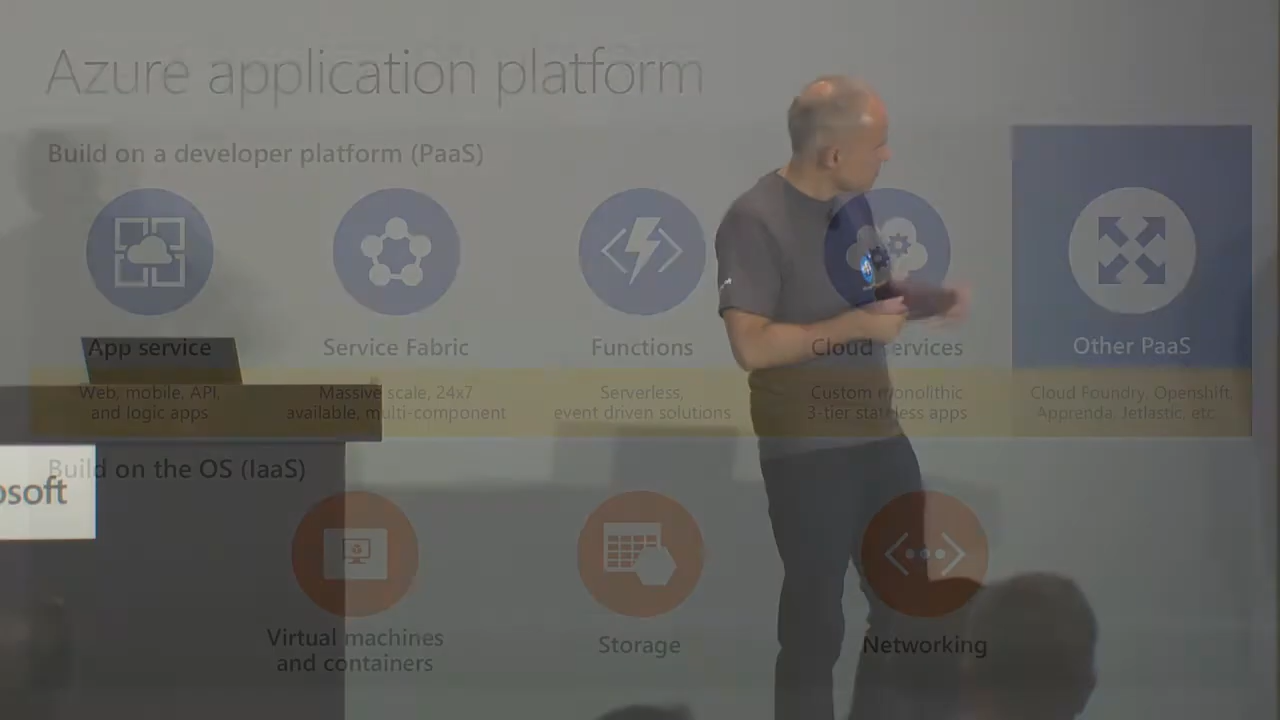 Azure application platform
Build on a developer platform (PaaS)
App service
Service Fabric
Functions
Cloud services
Other PaaS
Web, mobile, API,
and logic apps
Massive scale, 24x7
available, multi-component
Serverless,
event driven solutions
Custom monolithic
3-tier stateless apps
Cloud Foundry, Openshift,
Apprenda, Jetlastic, etc.
Build on the OS (IaaS)
osoft
Virtual machines
and containers
Storage
Networking